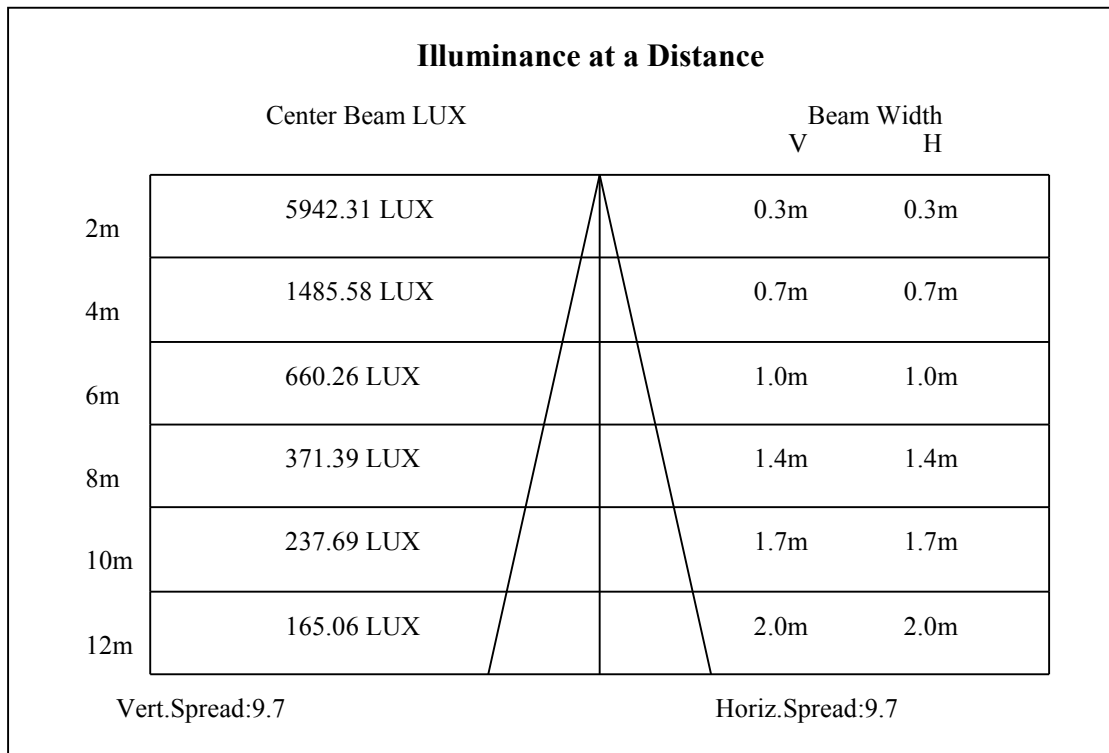 Illuminance at a Distance
Center Beam LUX Beam Width
V H
2m 5942.31 LUX 0.3m 0.3m
4m 1485.58 LUX 0.7m 0.7m
6m 660.26 LUX 1.0m 1.0m
8m 371.39 LUX 1.4m 1.4m
10m 237.69 LUX 1.7m 1.7m
12m 165.06 LUX 2.0m 2.0m
Vert.Spread:9.7 Horiz.Spread:9.7